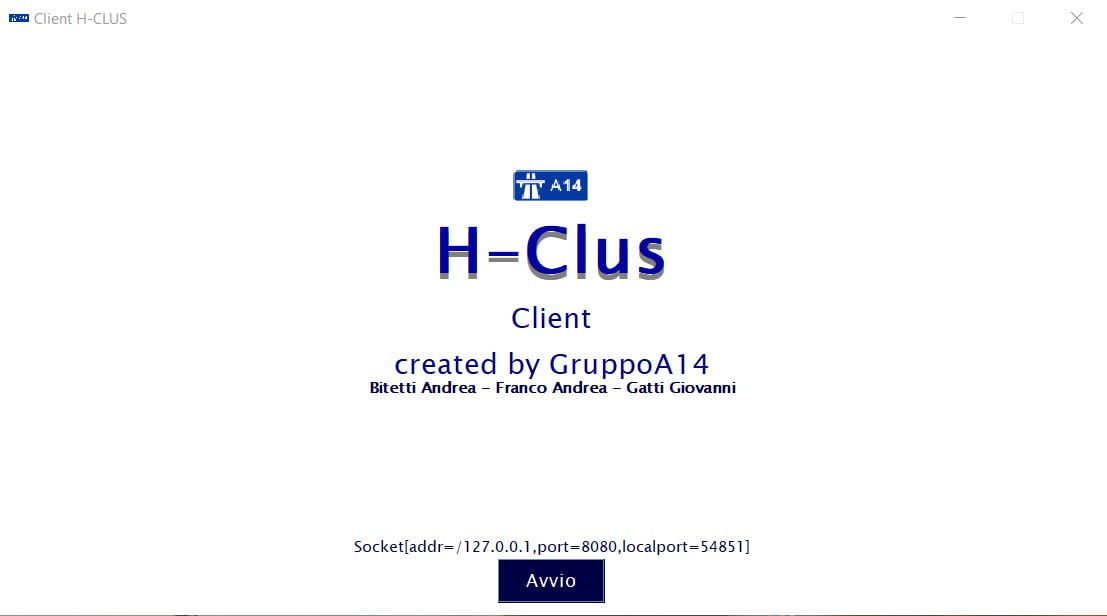 Client H-CLUS
A14
H-Clus
Client
created by GruppoA14
Bitetti Andrea - Franco Andrea - Gatti Giovanni
Socket[addr=/127.0.0.1,port=8080,localport=54851]
Avvio